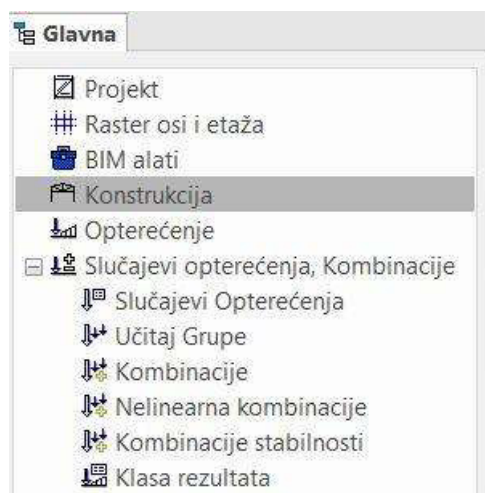 Glavna
Projekt
Raster osi i etaža
BIM alati
Konstrukcija
Opterećenje
Slučajevi opterećenja, Kombinacije
Slučajevi Opterećenja
Učitaj Grupe
Kombinacije
Nelinearna kombinacije
Kombinacije stabilnosti
Klasa rezultata